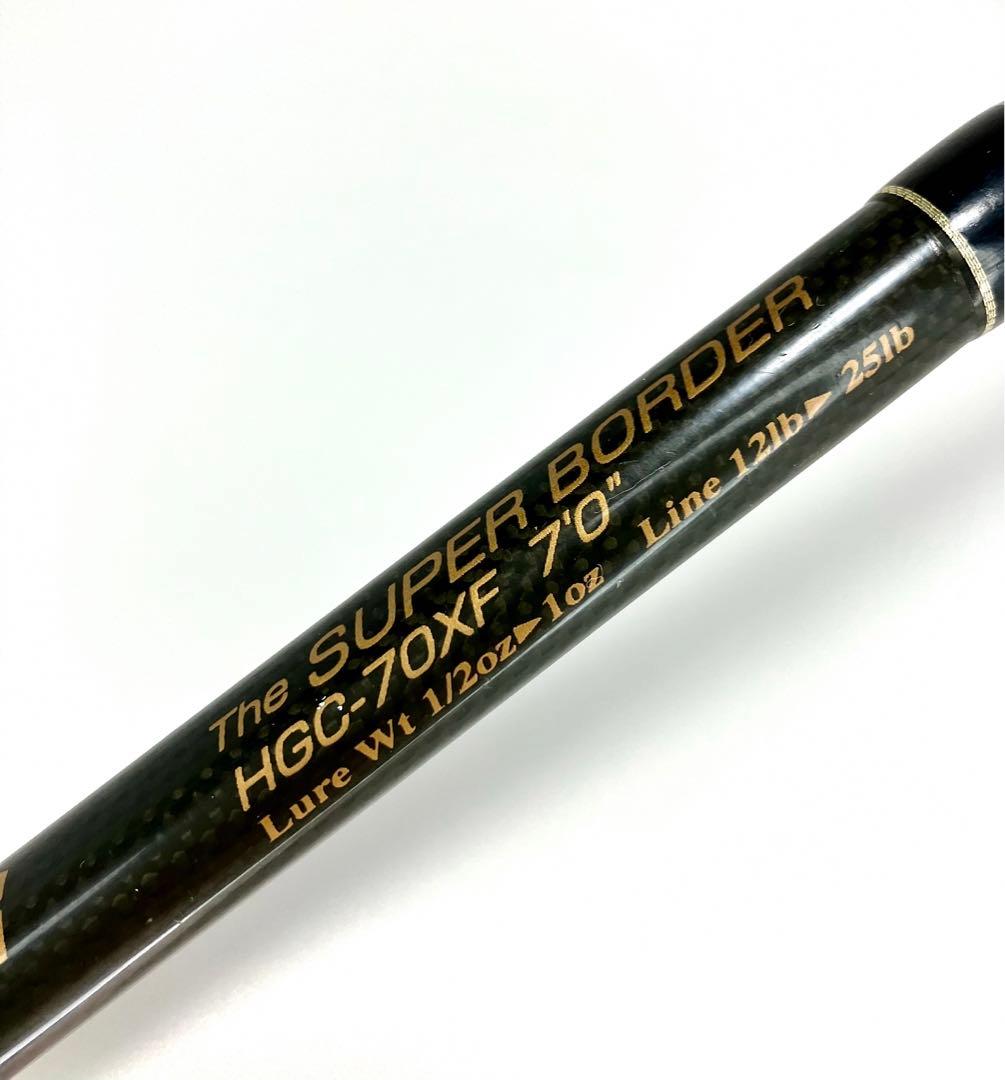 The SUPER BORDER
HGC-70XF 7'0"
Lure Wt 1/2oz▶1oz Line 12lb▶25lb